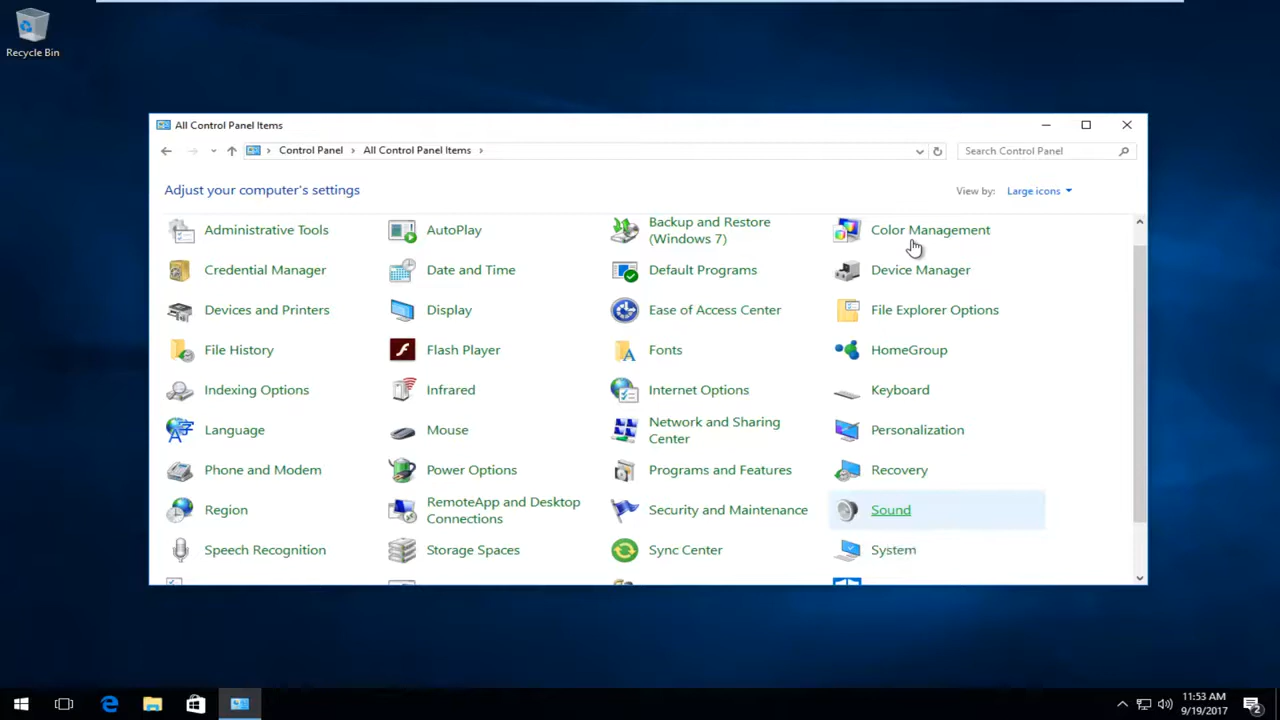 Recycle Bin
All Control Panel Items
Control Panel > All Control Panel Items >
Search Control Panel
Adjust your computer's settings
View by: Large icons
Administrative Tools
AutoPlay
Backup and Restore
(Windows 7)
Color Management
Credential Manager
Date and Time
Default Programs
Device Manager
Devices and Printers
Display
Ease of Access Center
File Explorer Options
File History
Flash Player
Fonts
HomeGroup
Indexing Options
Infrared
Internet Options
Keyboard
Language
Mouse
Network and Sharing
Center
Personalization
Phone and Modem
Power Options
Programs and Features
Recovery
Region
RemoteApp and Desktop
Connections
Security and Maintenance
Sound
Speech Recognition
Storage Spaces
Sync Center
System
11:53 AM
9/19/2017
2